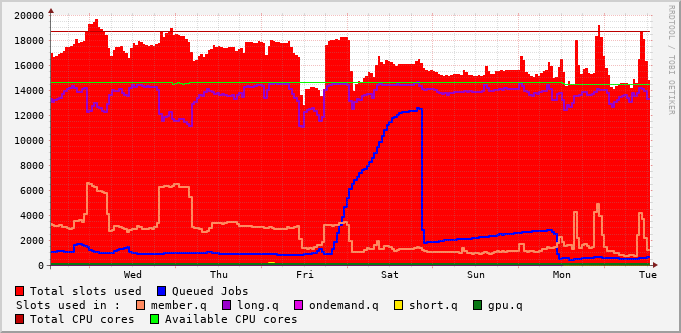 20000
18000
16000
14000
12000
10000
8000
6000
4000
2000
0
Wed Thu Fri Sat Sun Mon Tue
RRDTOOL / TOBI OETIKER
Total slots used Queued Jobs
Slots used in : member.q long.q ondemand.q short.q gpu.q
Total CPU cores Available CPU cores